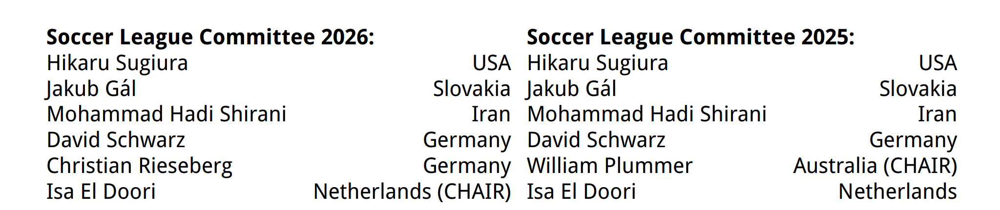 Soccer League Committee 2026:
Hikaru Sugiura USA
Jakub Gál Slovakia
Mohammad Hadi Shirani Iran
David Schwarz Germany
Christian Rieseberg Germany
Isa El Doori Netherlands (CHAIR)
Soccer League Committee 2025:
Hikaru Sugiura USA
Jakub Gál Slovakia
Mohammad Hadi Shirani Iran
David Schwarz Germany
William Plummer Australia (CHAIR)
Isa El Doori Netherlands